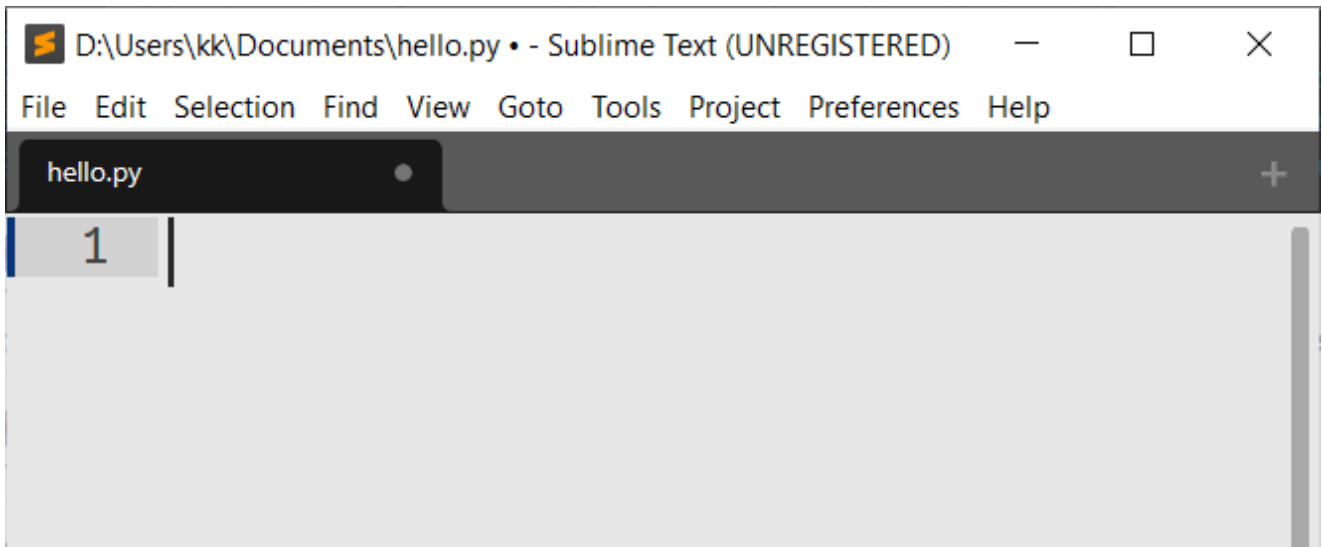 D:\Users\kk\Documents\hello.py • - Sublime Text (UNREGISTERED)
File Edit Selection Find View Goto Tools Project Preferences Help
hello.py
1